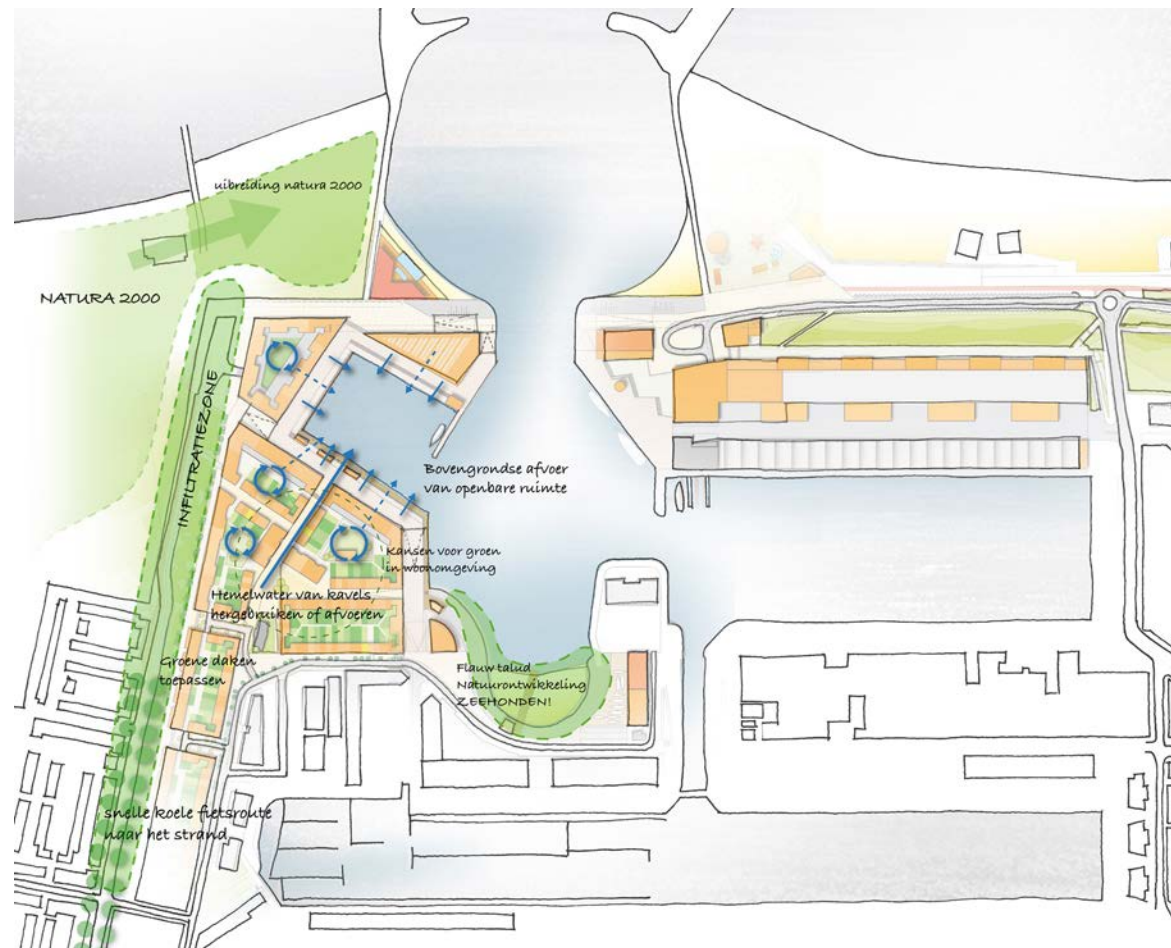 uibreiding natura 2000
NATURA 2000
INFILTRATIEZONE
Bovengrondse afvoer
van openbare ruimte
Kansen voor groen
in woonomgeving
Hemelwater van kavels,
hergebruiken of afvoeren
Groene daken
toepassen
Flauw talud
Natuurontwikkeling
ZEEHONDEN!
snelle koele fietsroute
naar het strand